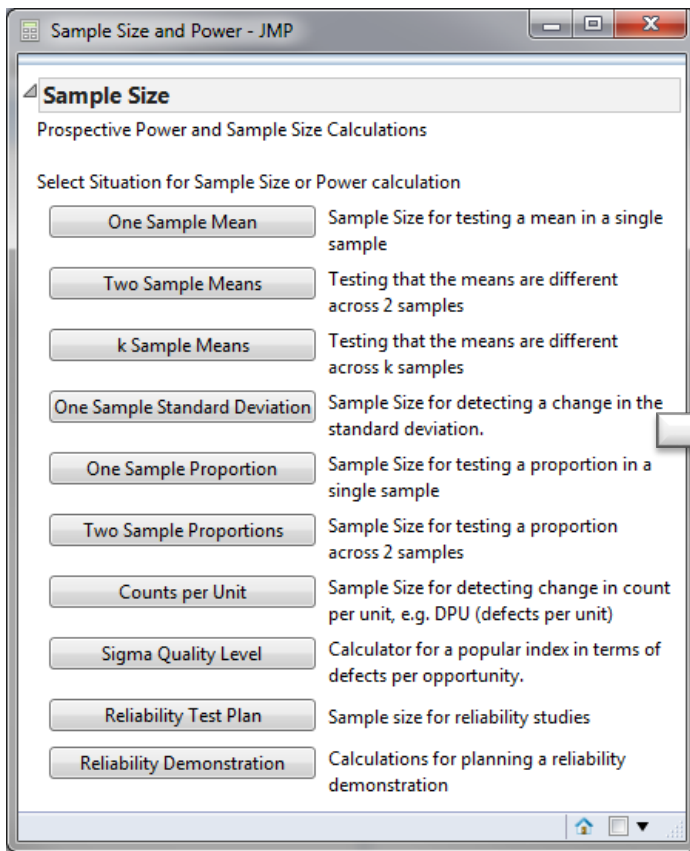 Sample Size and Power - JMP
Sample Size
Prospective Power and Sample Size Calculations
Select Situation for Sample Size or Power calculation
One Sample Mean
Sample Size for testing a mean in a single
sample
Two Sample Means
Testing that the means are different
across 2 samples
k Sample Means
Testing that the means are different
across k samples
One Sample Standard Deviation
Sample Size for detecting a change in the
standard deviation.
One Sample Proportion
Sample Size for testing a proportion in a
single sample
Two Sample Proportions
Sample Size for testing a proportion
across 2 samples
Counts per Unit
Sample Size for detecting change in count
per unit, e.g. DPU (defects per unit)
Sigma Quality Level
Calculator for a popular index in terms of
defects per opportunity.
Reliability Test Plan
Sample size for reliability studies
Reliability Demonstration
Calculations for planning a reliability
demonstration